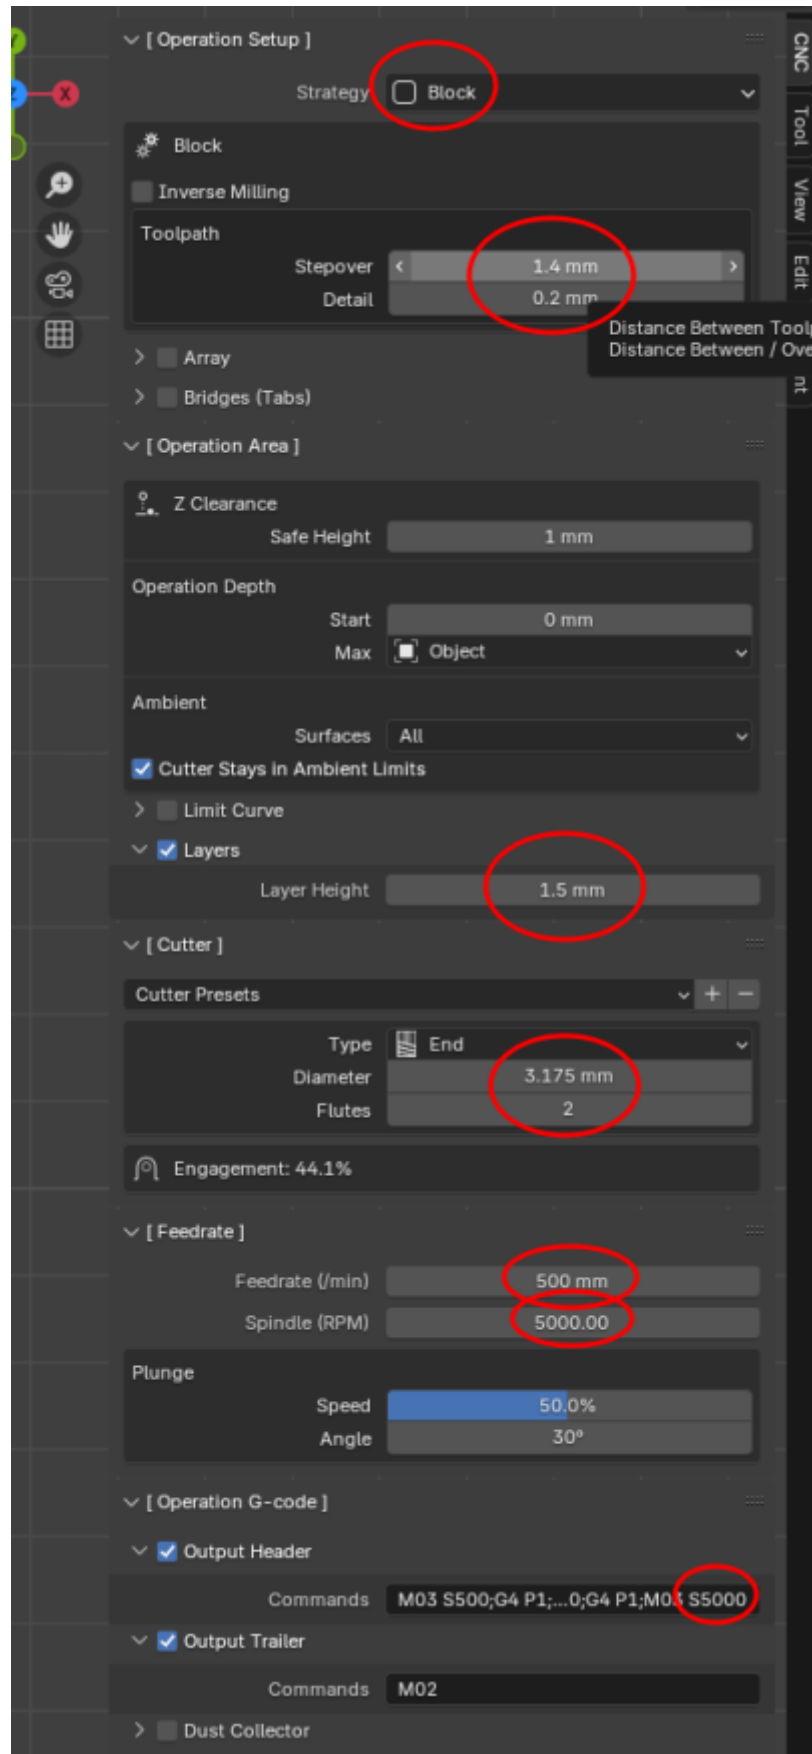 [ Operation Setup ]
Strategy Block
Block
Inverse Milling
Toolpath
Stepover 1.4 mm
Detail 0.2 mm
Distance Between Tool
Distance Between / Ove
Array
Bridges (Tabs)
[ Operation Area ]
Z Clearance
Safe Height 1 mm
Operation Depth
Start 0 mm
Max Object
Ambient
Surfaces All
Cutter Stays in Ambient Limits
Limit Curve
Layers
Layer Height 1.5 mm
[ Cutter ]
Cutter Presets + −
Type End
Diameter 3.175 mm
Flutes 2
Engagement: 44.1%
[ Feedrate ]
Feedrate (/min) 500 mm
Spindle (RPM) 5000.00
Plunge
Speed 50.0%
Angle 30°
[ Operation G-code ]
Output Header
Commands M03 S500;G4 P1;...0;G4 P1;M03 S5000
Output Trailer
Commands M02
Dust Collector
X
CNC
Tool
View
Edit
nt